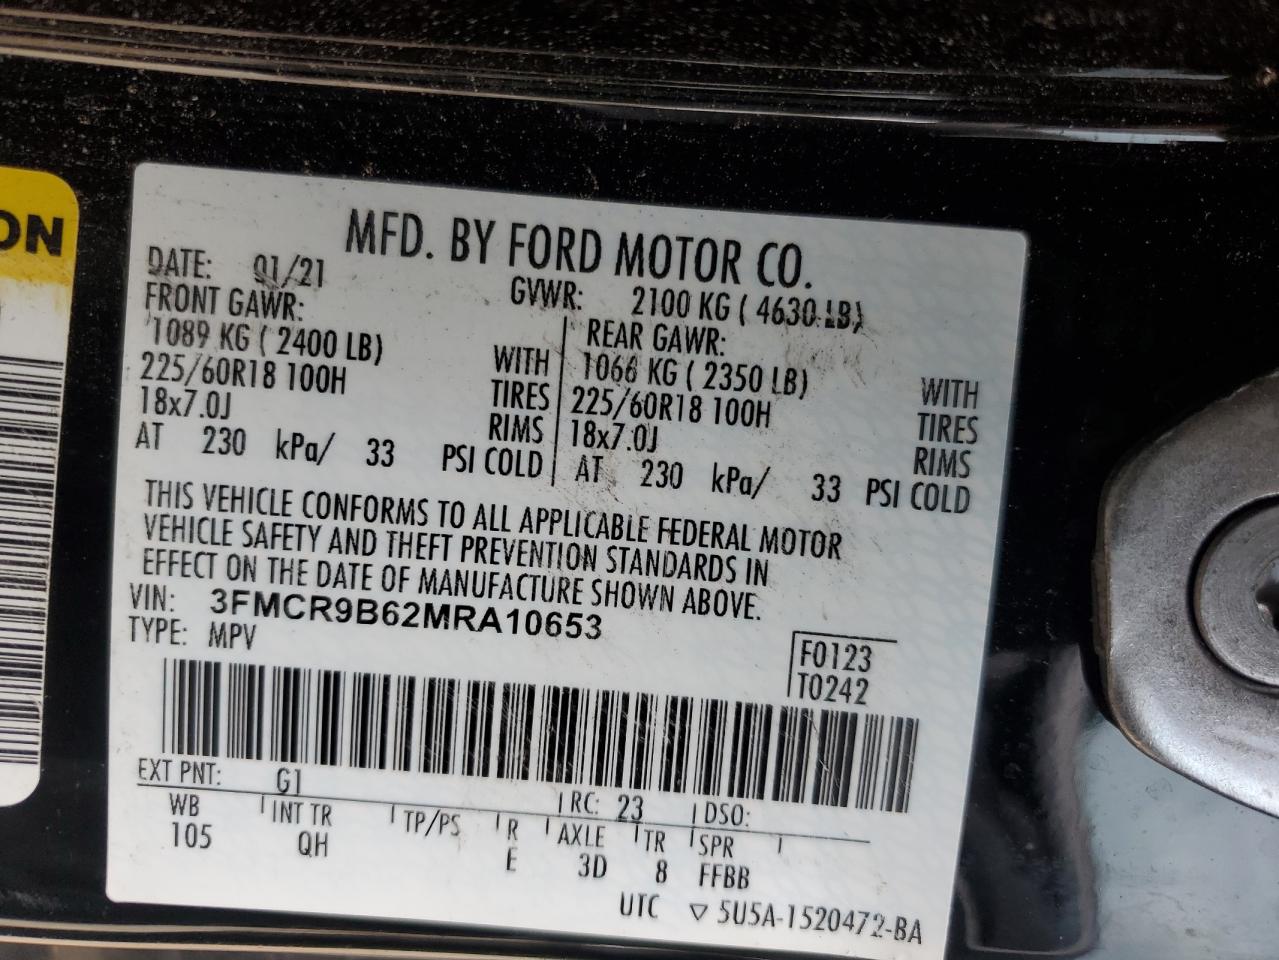 ON
MFD. BY FORD MOTOR CO.
DATE: 01/21 GVWR: 2100 KG ( 4630 LB)
FRONT GAWR: REAR GAWR:
1089 KG ( 2400 LB) WITH 1066 KG ( 2350 LB) WITH
225/60R18 100H TIRES 225/60R18 100H TIRES
18x7.0J RIMS 18x7.0J RIMS
AT 230 kPa/ 33 PSI COLD AT 230 kPa/ 33 PSI COLD
THIS VEHICLE CONFORMS TO ALL APPLICABLE FEDERAL MOTOR
VEHICLE SAFETY AND THEFT PREVENTION STANDARDS IN
EFFECT ON THE DATE OF MANUFACTURE SHOWN ABOVE.
VIN: 3FMCR9B62MRA10653
TYPE: MPV
F0123
T0242
EXT PNT: G1 RC: 23 DSO:
WB INT TR TP/PS R AXLE TR SPR
105 QH E 3D 8 FFBB
UTC ▽ 5U5A-1520472-BA